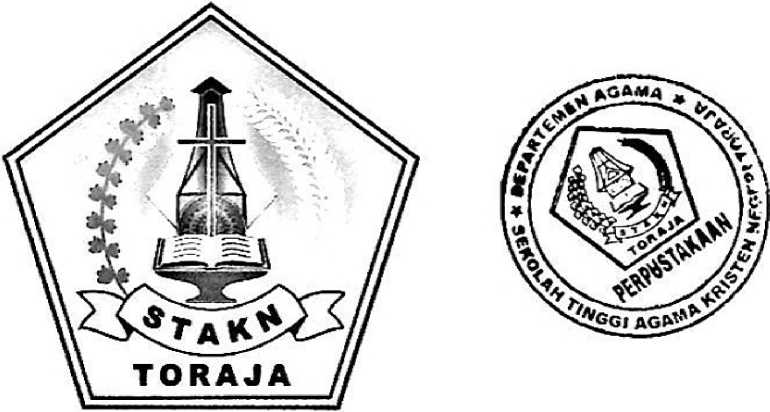 STAKN
TORAJA
★ DEPARTEMEN AGAMA ★
SEKOLAH TINGGI AGAMA KRISTEN NEGERI TORAJA
STAKN
TORAJA
PERPUSTAKAAN